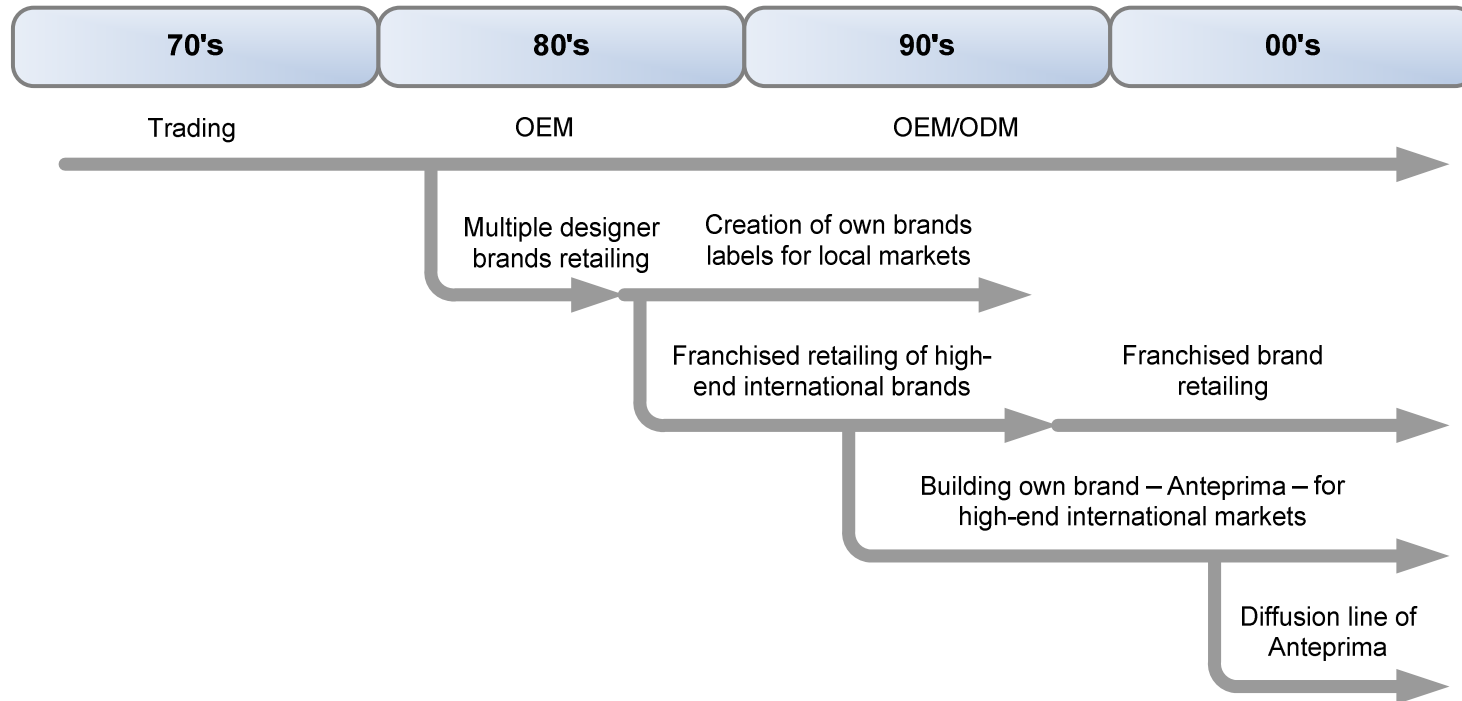 70's
80's
90's
00's
Trading
OEM
OEM/ODM
Multiple designer
brands retailing
Creation of own brands
labels for local markets
Franchised retailing of high-
end international brands
Franchised brand
retailing
Building own brand – Anteprima – for
high-end international markets
Diffusion line of
Anteprima